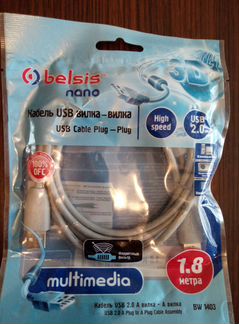 belsis
nano
Кабель USB вилка-вилка
USB Cable Plug - Plug
High
speed
USB
2.0
100%
OFC
multimedia
1.8
метра
Кабель USB 2.0 A вилка - A вилка
USB 2.0 A Plug to A Plug Cable Assembly
BW 1403